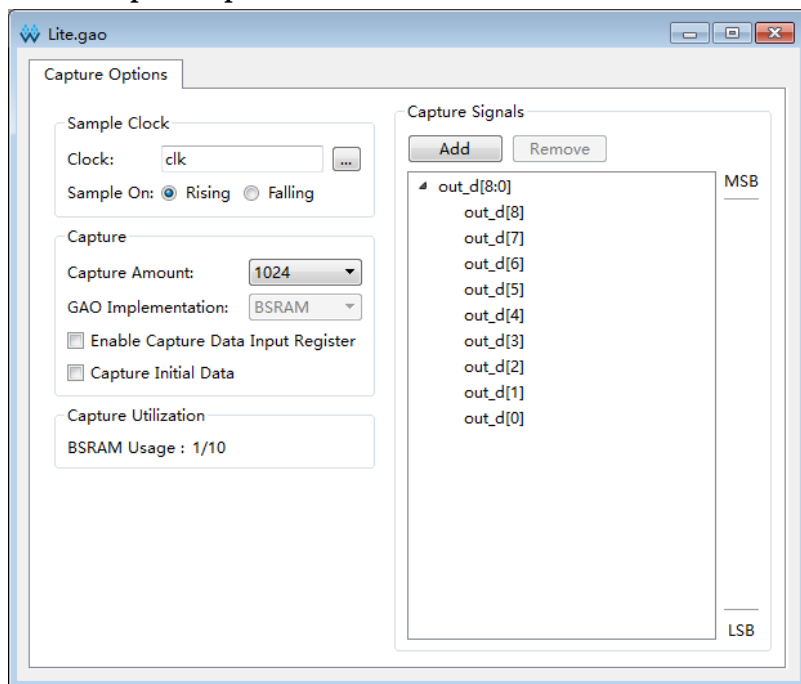 Lite.gao
Capture Options
Sample Clock
Clock: clk ...
Sample On: Rising Falling
Capture
Capture Amount: 1024
GAO Implementation: BSRAM
Enable Capture Data Input Register
Capture Initial Data
Capture Utilization
BSRAM Usage : 1/10
Capture Signals
Add Remove
out_d[8:0]
out_d[8]
out_d[7]
out_d[6]
out_d[5]
out_d[4]
out_d[3]
out_d[2]
out_d[1]
out_d[0]
MSB
LSB